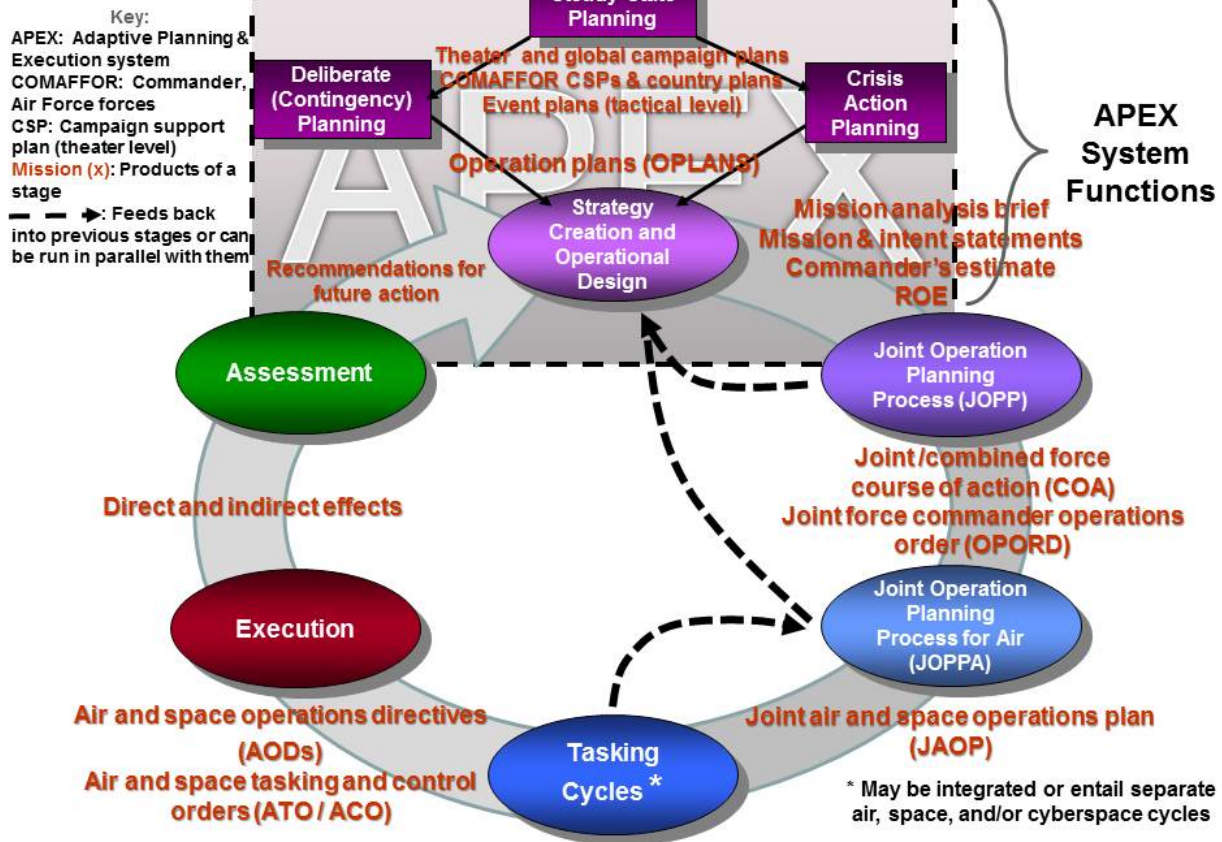 Key:
APEX: Adaptive Planning &
Execution system
COMAFFOR: Commander,
Air Force forces
CSP: Campaign support
plan (theater level)
Mission (x): Products of a
stage
: Feeds back
into previous stages or can
be run in parallel with them
Planning
Theater and global campaign plans
COMAFFOR CSPs & country plans
Event plans (tactical level)
Deliberate
(Contingency)
Planning
Crisis
Action
Planning
APEX
APEX
System
Functions
Operation plans (OPLANS)
Strategy
Creation and
Operational
Design
Mission analysis brief
Mission & intent statements
Commander's estimate
ROE
Recommendations for
future action
Assessment
Joint Operation
Planning
Process (JOPP)
Direct and indirect effects
Joint /combined force
course of action (COA)
Joint force commander operations
order (OPORD)
Execution
Joint Operation
Planning
Process for Air
(JOPPA)
Air and space operations directives
(AODs)
Air and space tasking and control
orders (ATO / ACO)
Tasking
Cycles *
Joint air and space operations plan
(JAOP)
* May be integrated or entail separate
air, space, and/or cyberspace cycles